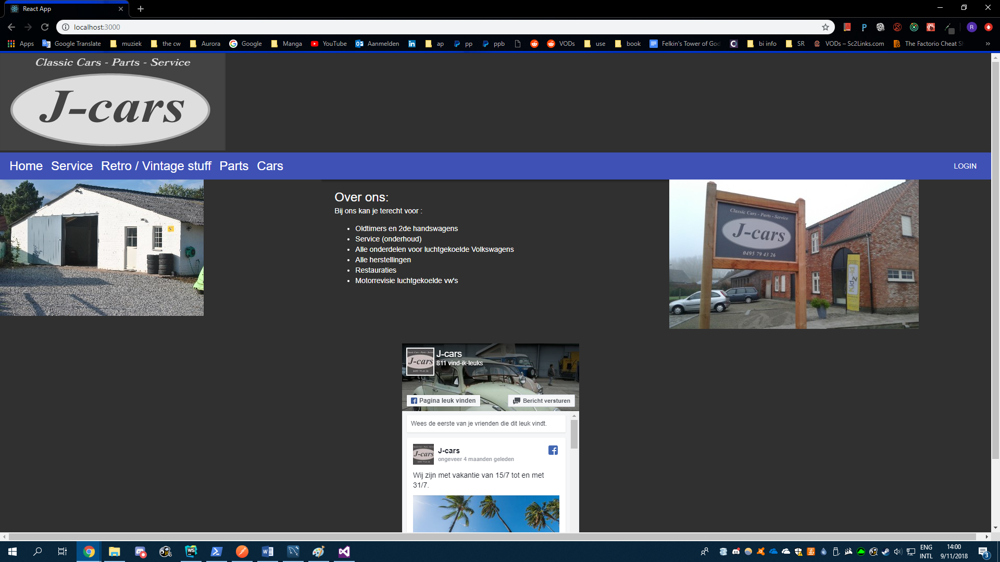 React App
localhost:3000
R
Apps
Google Translate
muziek
the cw
Aurora
Google
Manga
YouTube
Aanmelden
ap
pp
ppb
VODs
use
book
Felkin's Tower of God
bi info
SR
VODs – Sc2Links.com
The Factorio Cheat S
»
Classic Cars - Parts - Service
J-cars
Home Service Retro / Vintage stuff Parts Cars
LOGIN
Over ons:
Bij ons kan je terecht voor :
• Oldtimers en 2de handswagens
• Service (onderhoud)
• Alle onderdelen voor luchtgekoelde Volkswagens
• Alle herstellingen
• Restauraties
• Motorrevisie luchtgekoelde vw's
Classic Cars - Parts - Service
J-cars
0495 79 43 26
Kidz
J-cars
J-cars
811 vind-ik-leuks
Pagina leuk vinden
Bericht versturen
Wees de eerste van je vrienden die dit leuk vindt.
J-cars
J-cars
ongeveer 4 maanden geleden
Wij zijn met vakantie van 15/7 tot en met
31/7.
WS
ENG
INTL
14:00
9/11/2018
3